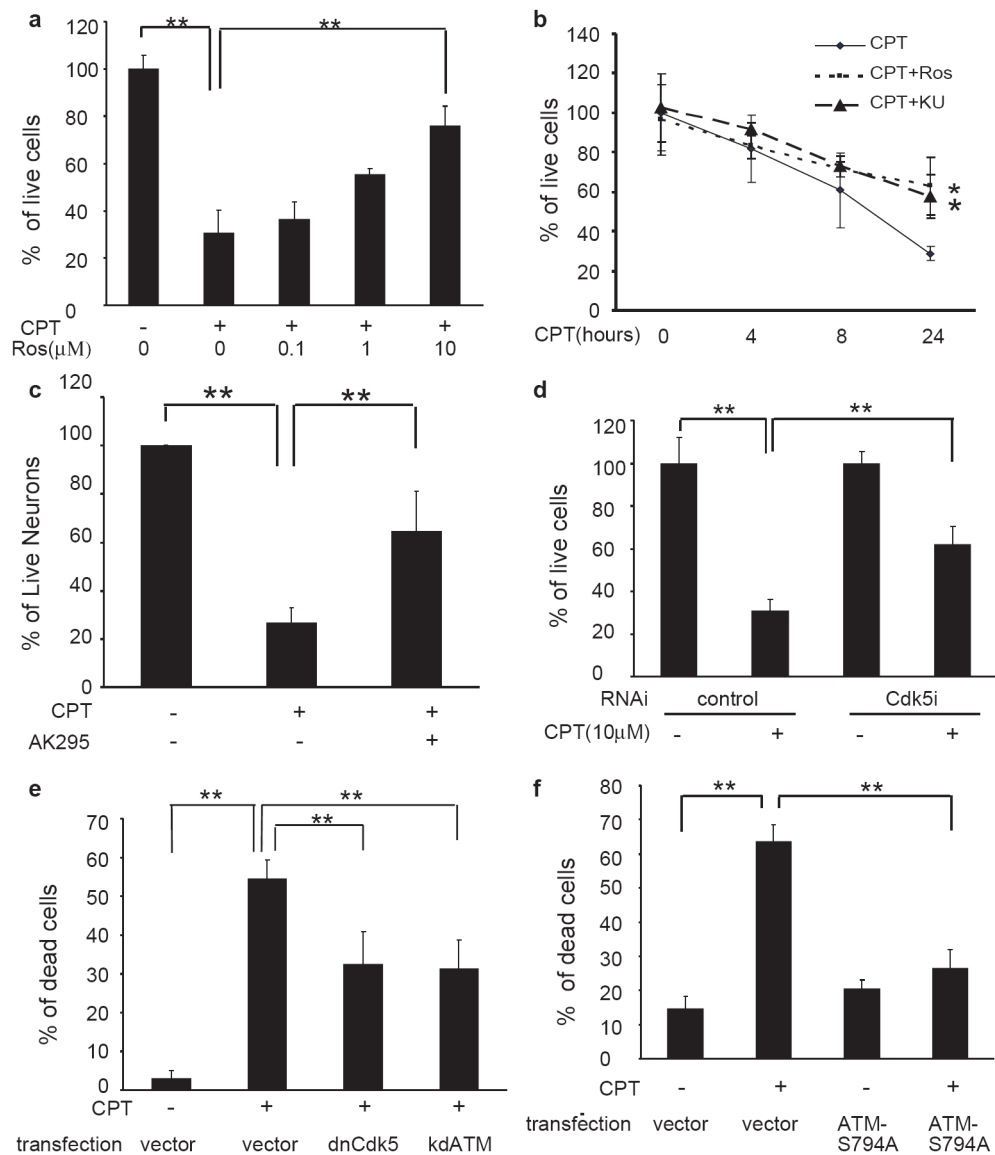 a
**
**
120
100
80
60
40
20
0
% of live cells
CPT - + + + +
Ros(μM) 0 0 0.1 1 10
b
140
120
100
80
60
40
20
0
% of live cells
CPT
CPT+Ros
CPT+KU
*
*
CPT(hours) 0 4 8 24
c
**
**
120
100
80
60
40
20
0
% of Live Neurons
CPT - + +
AK295 - - +
d
**
**
120
100
80
60
40
20
0
% of live cells
RNAi control Cdk5i
CPT(10μM) - + - +
e
**
**
**
70
60
50
40
30
20
10
0
% of dead cells
CPT - + + +
transfection vector vector dnCdk5 kdATM
f
**
**
80
70
60
50
40
30
20
10
0
% of dead cells
CPT - + - +
transfection vector vector ATM- ATM-
S794A S794A